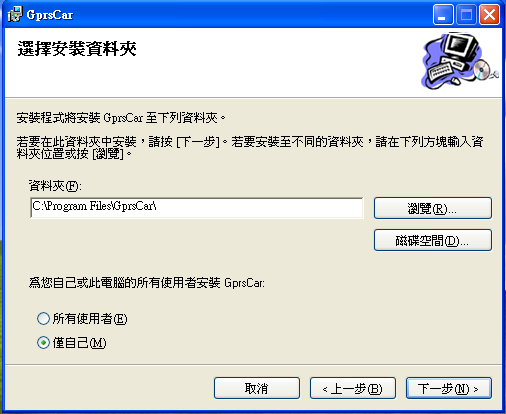 GprsCar
選擇安裝資料夾
安裝程式將安裝 GprsCar 至下列資料夾。
若要在此資料夾中安裝，請按 [下一步]。若要安裝至不同的資料夾，請在下列方塊輸入資
料夾位置或按 [瀏覽]。
資料夾(F):
C:\Program Files\GprsCar\
瀏覽(R)...
磁碟空間(D)...
為您自己或此電腦的所有使用者安裝 GprsCar:
所有使用者(E)
僅自己(M)
取消
< 上一步(B)
下一步(N) >